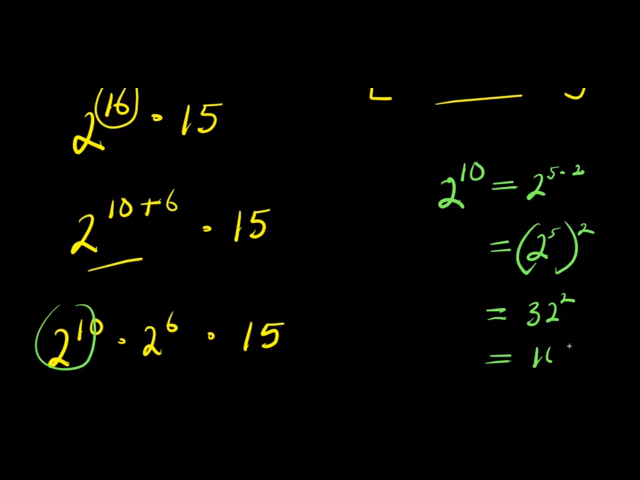 2^16 · 15
2^10+6 · 15
2^10 · 2^6 · 15
2^10 = 2^5·2
= (2^5)^2
= 32^2
= 1